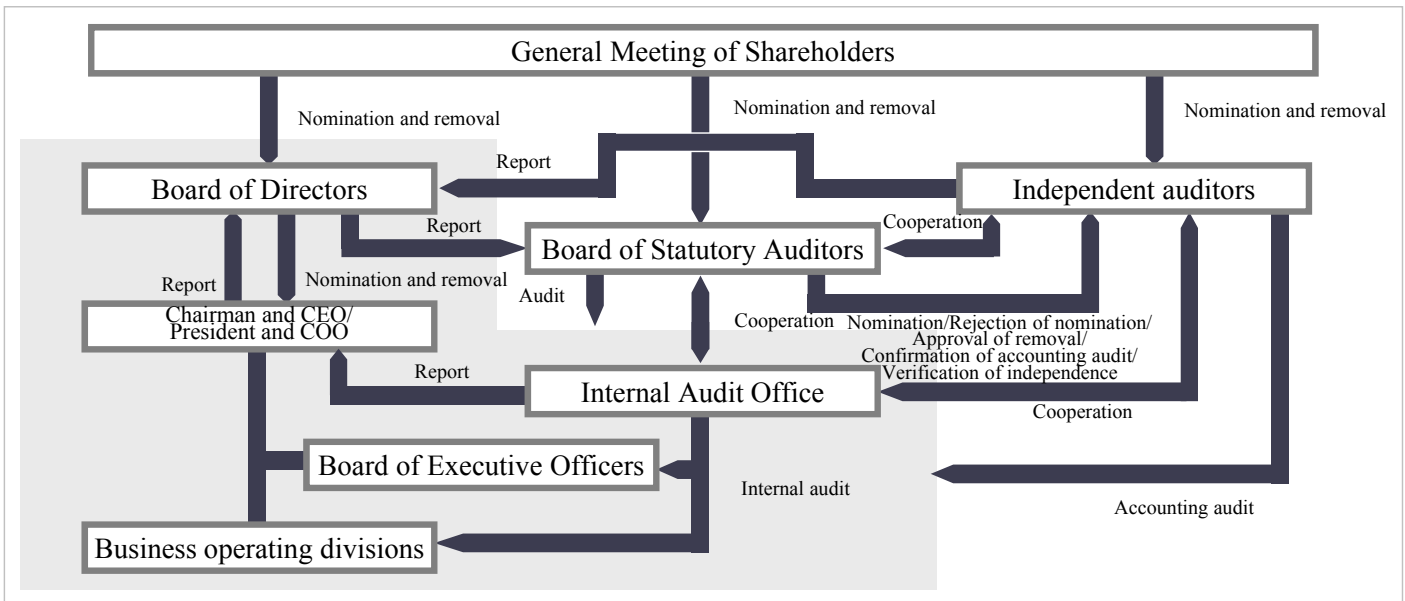 General Meeting of Shareholders
Nomination and removal
Nomination and removal
Nomination and removal
Report
Board of Directors
Independent auditors
Report
Cooperation
Board of Statutory Auditors
Report
Nomination and removal
Audit
Chairman and CEO/
President and COO
Cooperation
Nomination/Rejection of nomination/
Approval of removal/
Confirmation of accounting audit/
Verification of independence
Report
Internal Audit Office
Cooperation
Board of Executive Officers
Internal audit
Accounting audit
Business operating divisions